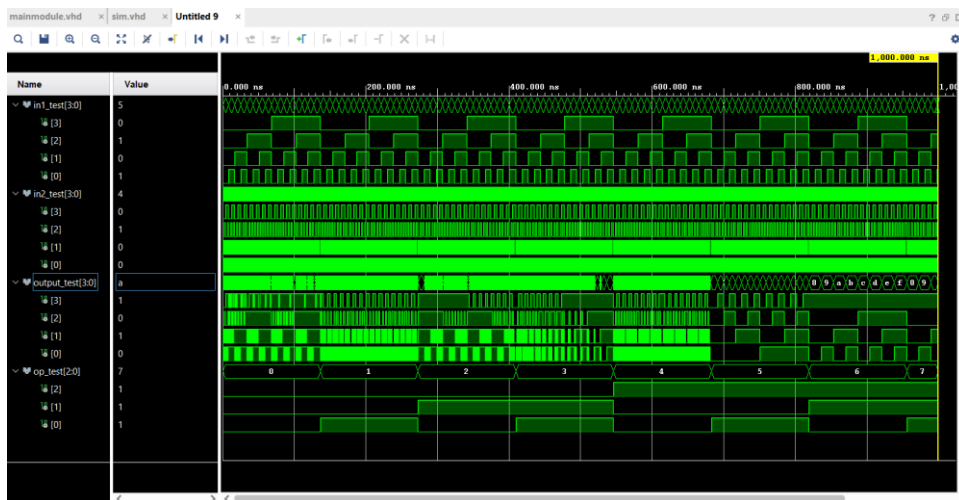 mainmodule.vhd × sim.vhd × Untitled 9 ×
1,000.000 ns
Name Value
0.000 ns 200.000 ns 400.000 ns 600.000 ns 800.000 ns 1,00
in1_test[3:0] 5
[3] 0
[2] 1
[1] 0
[0] 1
in2_test[3:0] 4
[3] 0
[2] 1
[1] 0
[0] 0
output_test[3:0] a 8 9 a b c d e f 8 9
[3] 1
[2] 0
[1] 1
[0] 0
op_test[2:0] 7 0 1 2 3 4 5 6 7
[2] 1
[1] 1
[0] 1